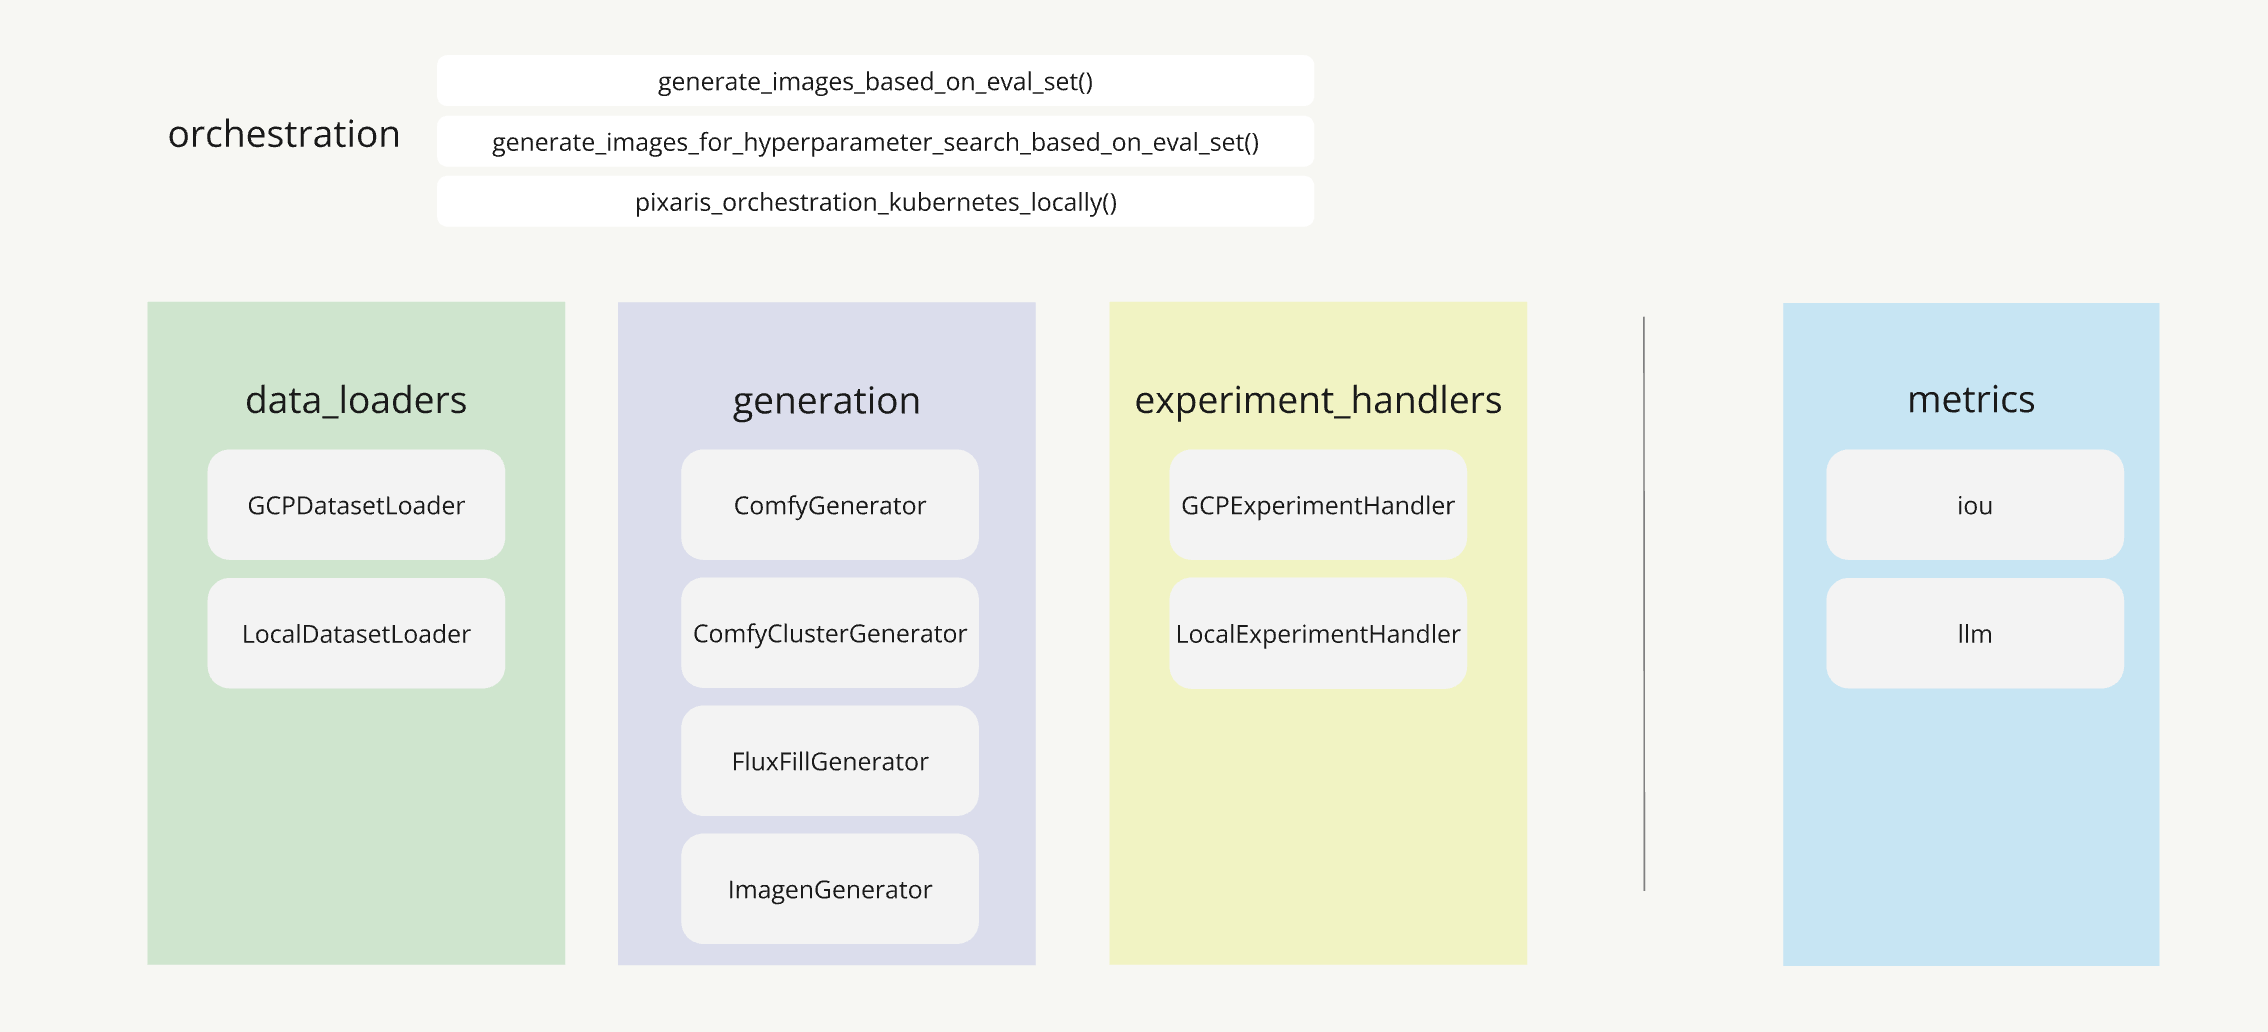 orchestration
generate_images_based_on_eval_set()
generate_images_for_hyperparameter_search_based_on_eval_set()
pixaris_orchestration_kubernetes_locally()
data_loaders
GCPDatasetLoader
LocalDatasetLoader
generation
ComfyGenerator
ComfyClusterGenerator
FluxFillGenerator
ImagenGenerator
experiment_handlers
GCPExperimentHandler
LocalExperimentHandler
metrics
iou
llm